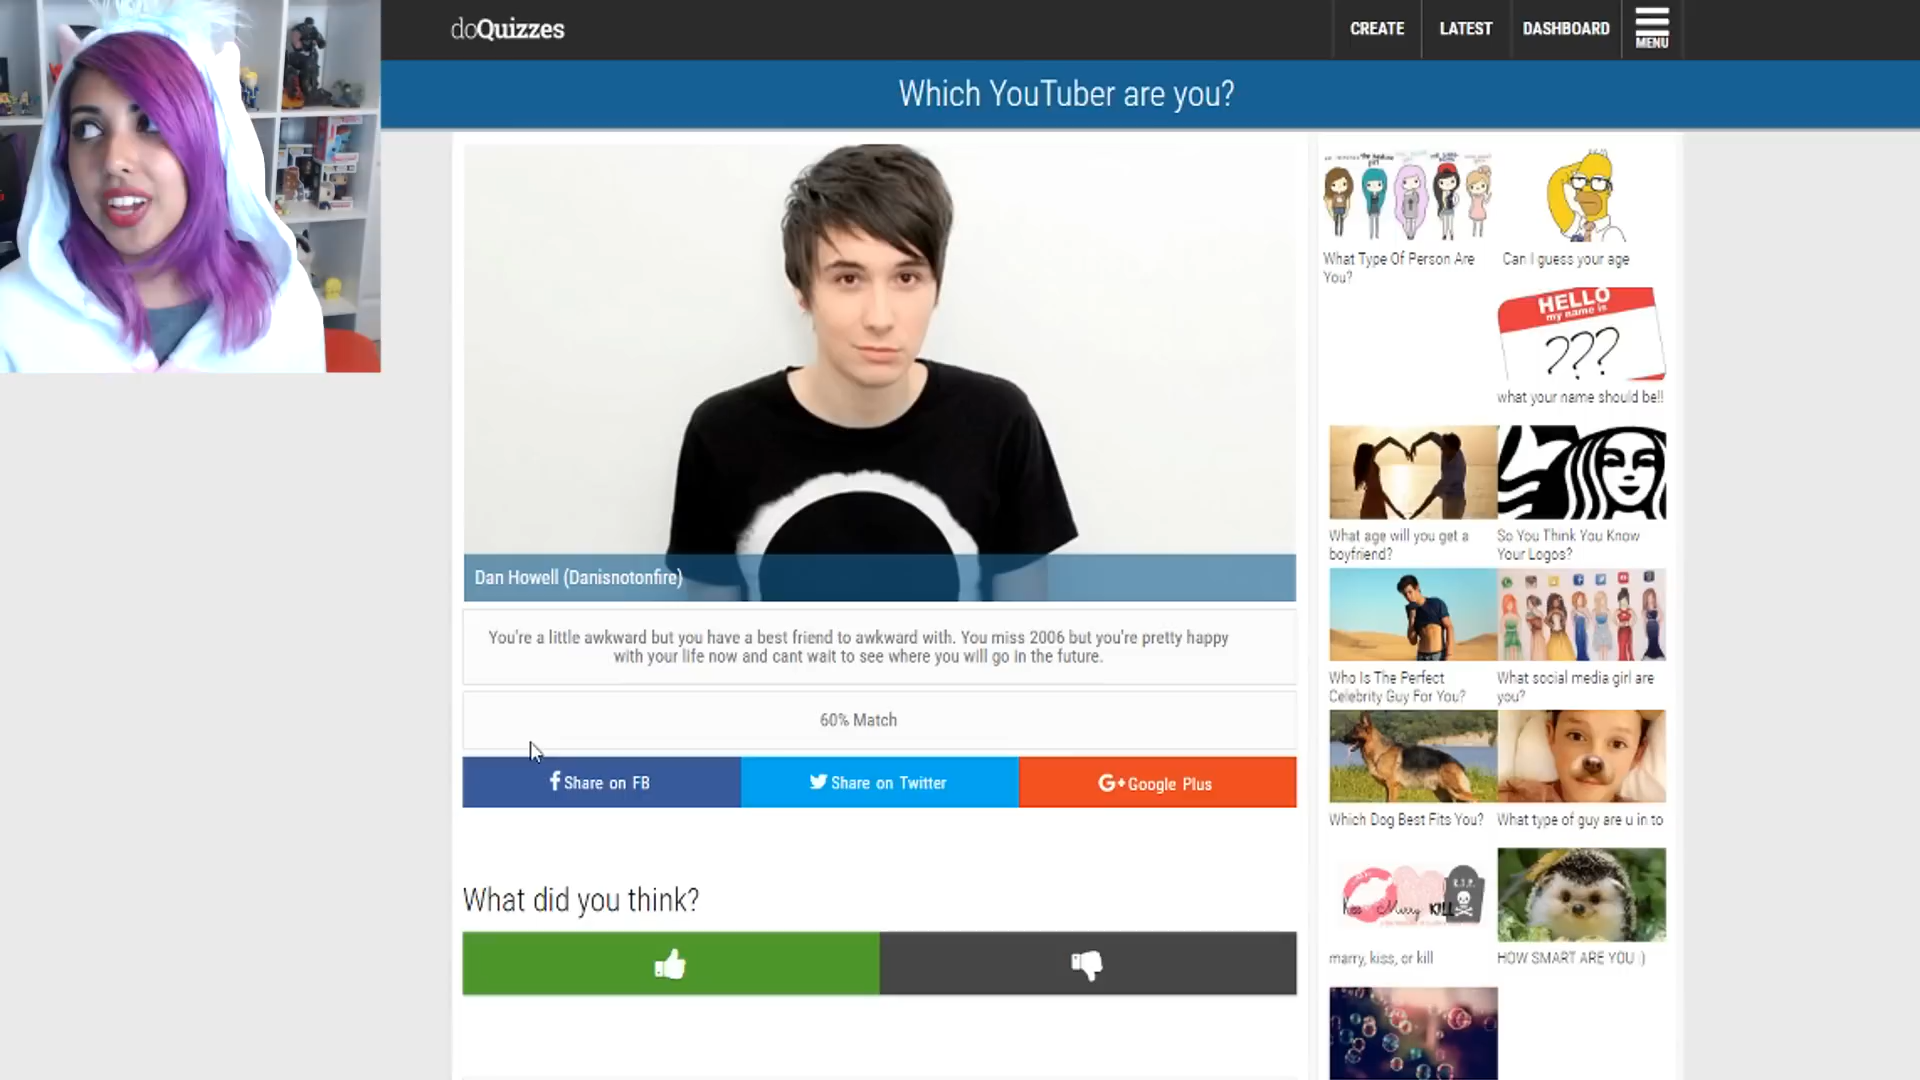 doQuizzes
CREATE
LATEST
DASHBOARD
MENU
Which YouTuber are you?
Dan Howell (Danisnotonfire)
You're a little awkward but you have a best friend to awkward with. You miss 2006 but you're pretty happy
with your life now and cant wait to see where you will go in the future.
60% Match
Share on FB
Share on Twitter
G+ Google Plus
What did you think?
What Type Of Person Are
You?
Can I guess your age
HELLO
my name is
???
what your name should be!!
What age will you get a
boyfriend?
So You Think You Know
Your Logos?
Who Is The Perfect
Celebrity Guy For You?
What social media girl are
you?
Which Dog Best Fits You?
What type of guy are u in to
R.I.P.
kiss Marry KILL
marry, kiss, or kill
HOW SMART ARE YOU :)